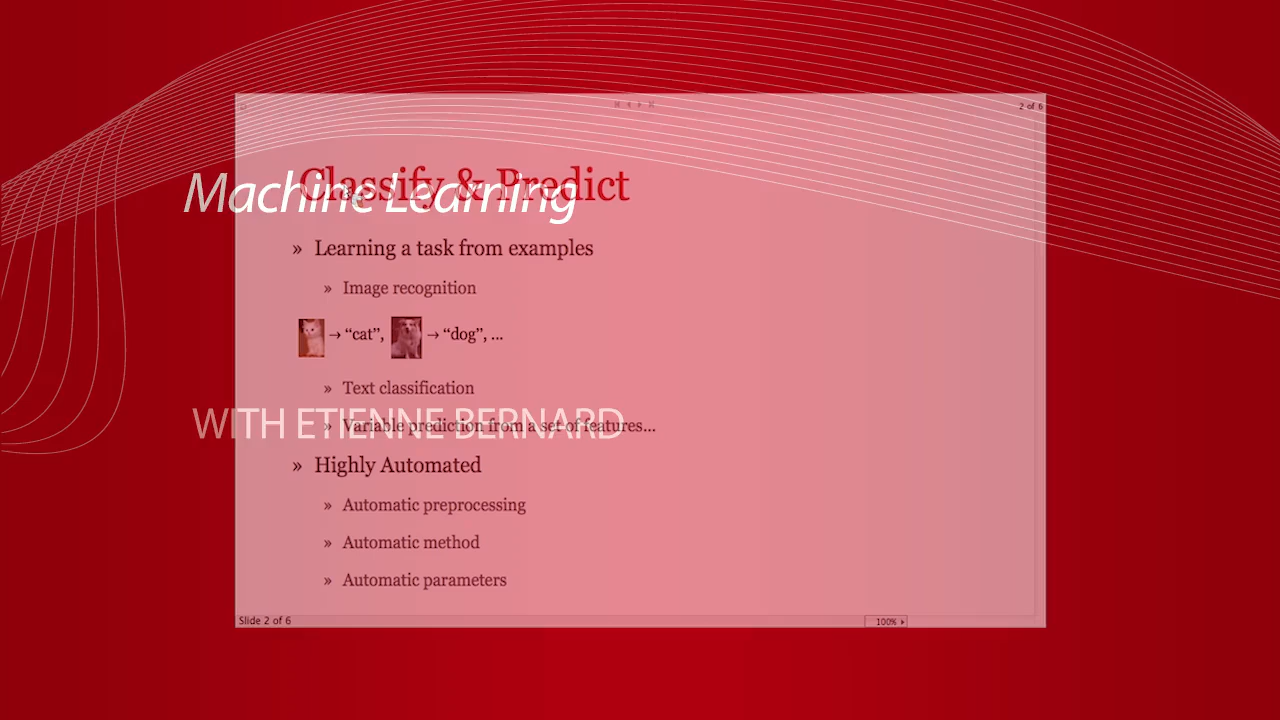 2 of 6
Classify & Predict
Machine Learning
» Learning a task from examples
» Image recognition
→ “cat”, → “dog”, ...
» Text classification
WITH ETIENNE BERNARD
» Variable prediction from a set of features...
» Highly Automated
» Automatic preprocessing
» Automatic method
» Automatic parameters
Slide 2 of 6
100%